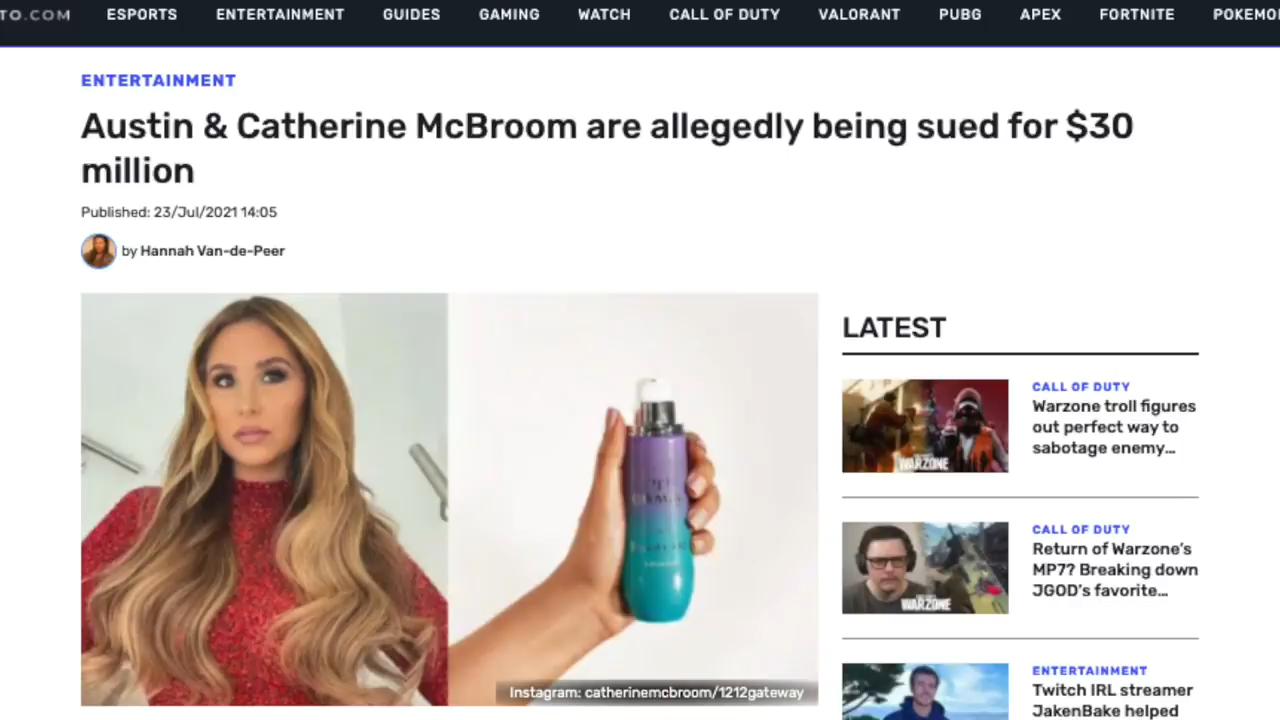 TO.COM ESPORTS ENTERTAINMENT GUIDES GAMING WATCH CALL OF DUTY VALORANT PUBG APEX FORTNITE
ENTERTAINMENT
Austin & Catherine McBroom are allegedly being sued for $30
million
Published: 23/Jul/2021 14:05
by Hannah Van-de-Peer
Instagram: catherinemcbroom/1212gateway
LATEST
CALL OF DUTY
Warzone troll figures
out perfect way to
sabotage enemy...
WARZONE
CALL OF DUTY
Return of Warzone's
MP7? Breaking down
JGOD's favorite...
WARZONE
ENTERTAINMENT
Twitch IRL streamer
JakenBake helped